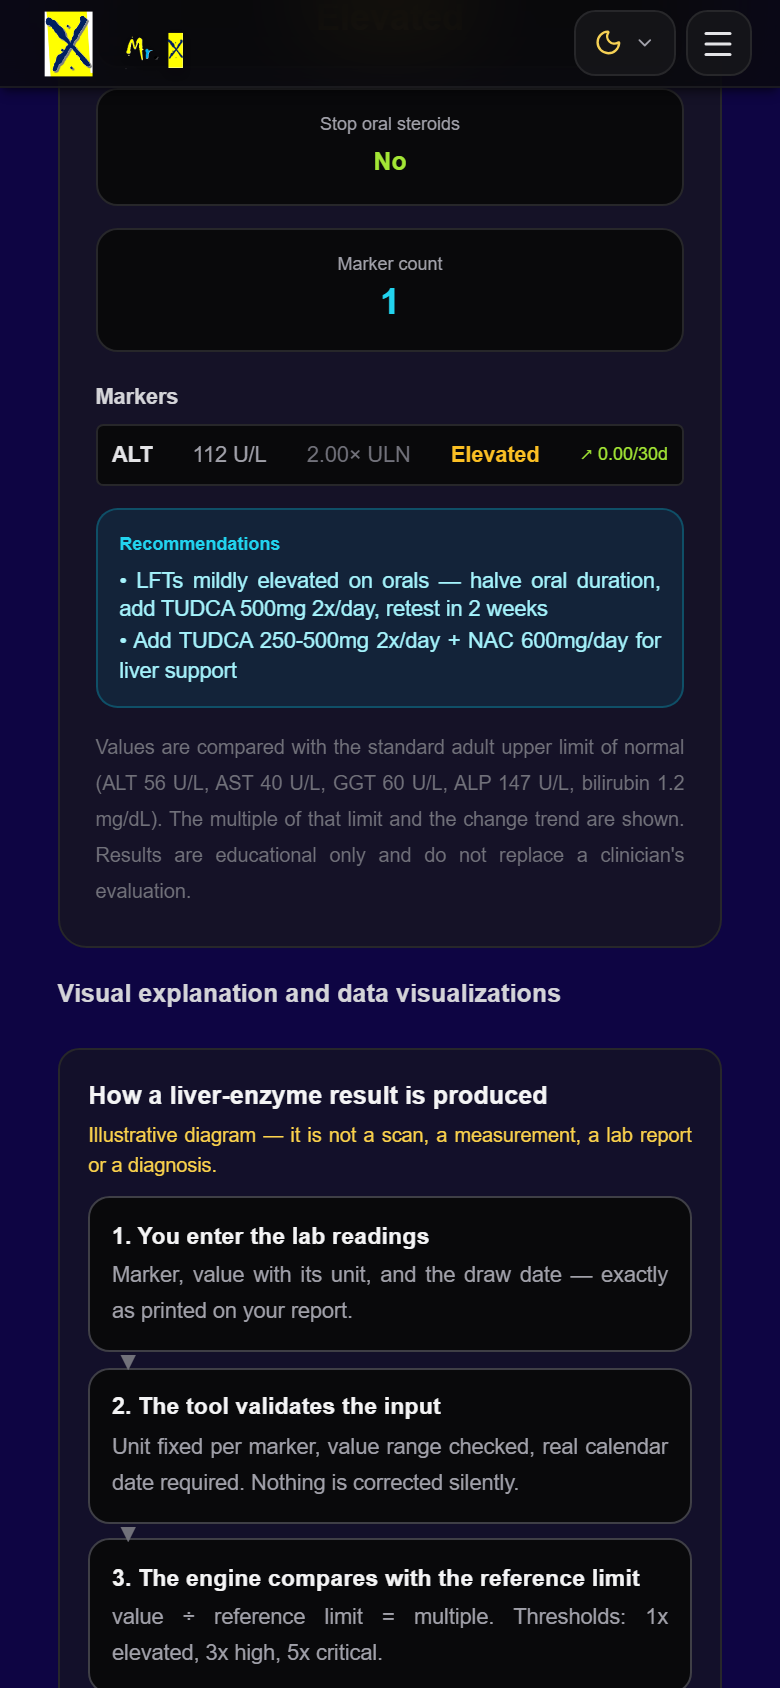 Elevated
Mr. X
Stop oral steroids
No
Marker count
1
Markers
ALT 112 U/L 2.00× ULN Elevated ↗ 0.00/30d
Recommendations
• LFTs mildly elevated on orals — halve oral duration,
add TUDCA 500mg 2x/day, retest in 2 weeks
• Add TUDCA 250-500mg 2x/day + NAC 600mg/day for
liver support
Values are compared with the standard adult upper limit of normal
(ALT 56 U/L, AST 40 U/L, GGT 60 U/L, ALP 147 U/L, bilirubin 1.2
mg/dL). The multiple of that limit and the change trend are shown.
Results are educational only and do not replace a clinician's
evaluation.
Visual explanation and data visualizations
How a liver-enzyme result is produced
Illustrative diagram — it is not a scan, a measurement, a lab report
or a diagnosis.
1. You enter the lab readings
Marker, value with its unit, and the draw date — exactly
as printed on your report.
▼
2. The tool validates the input
Unit fixed per marker, value range checked, real calendar
date required. Nothing is corrected silently.
▼
3. The engine compares with the reference limit
value ÷ reference limit = multiple. Thresholds: 1x
elevated, 3x high, 5x critical.